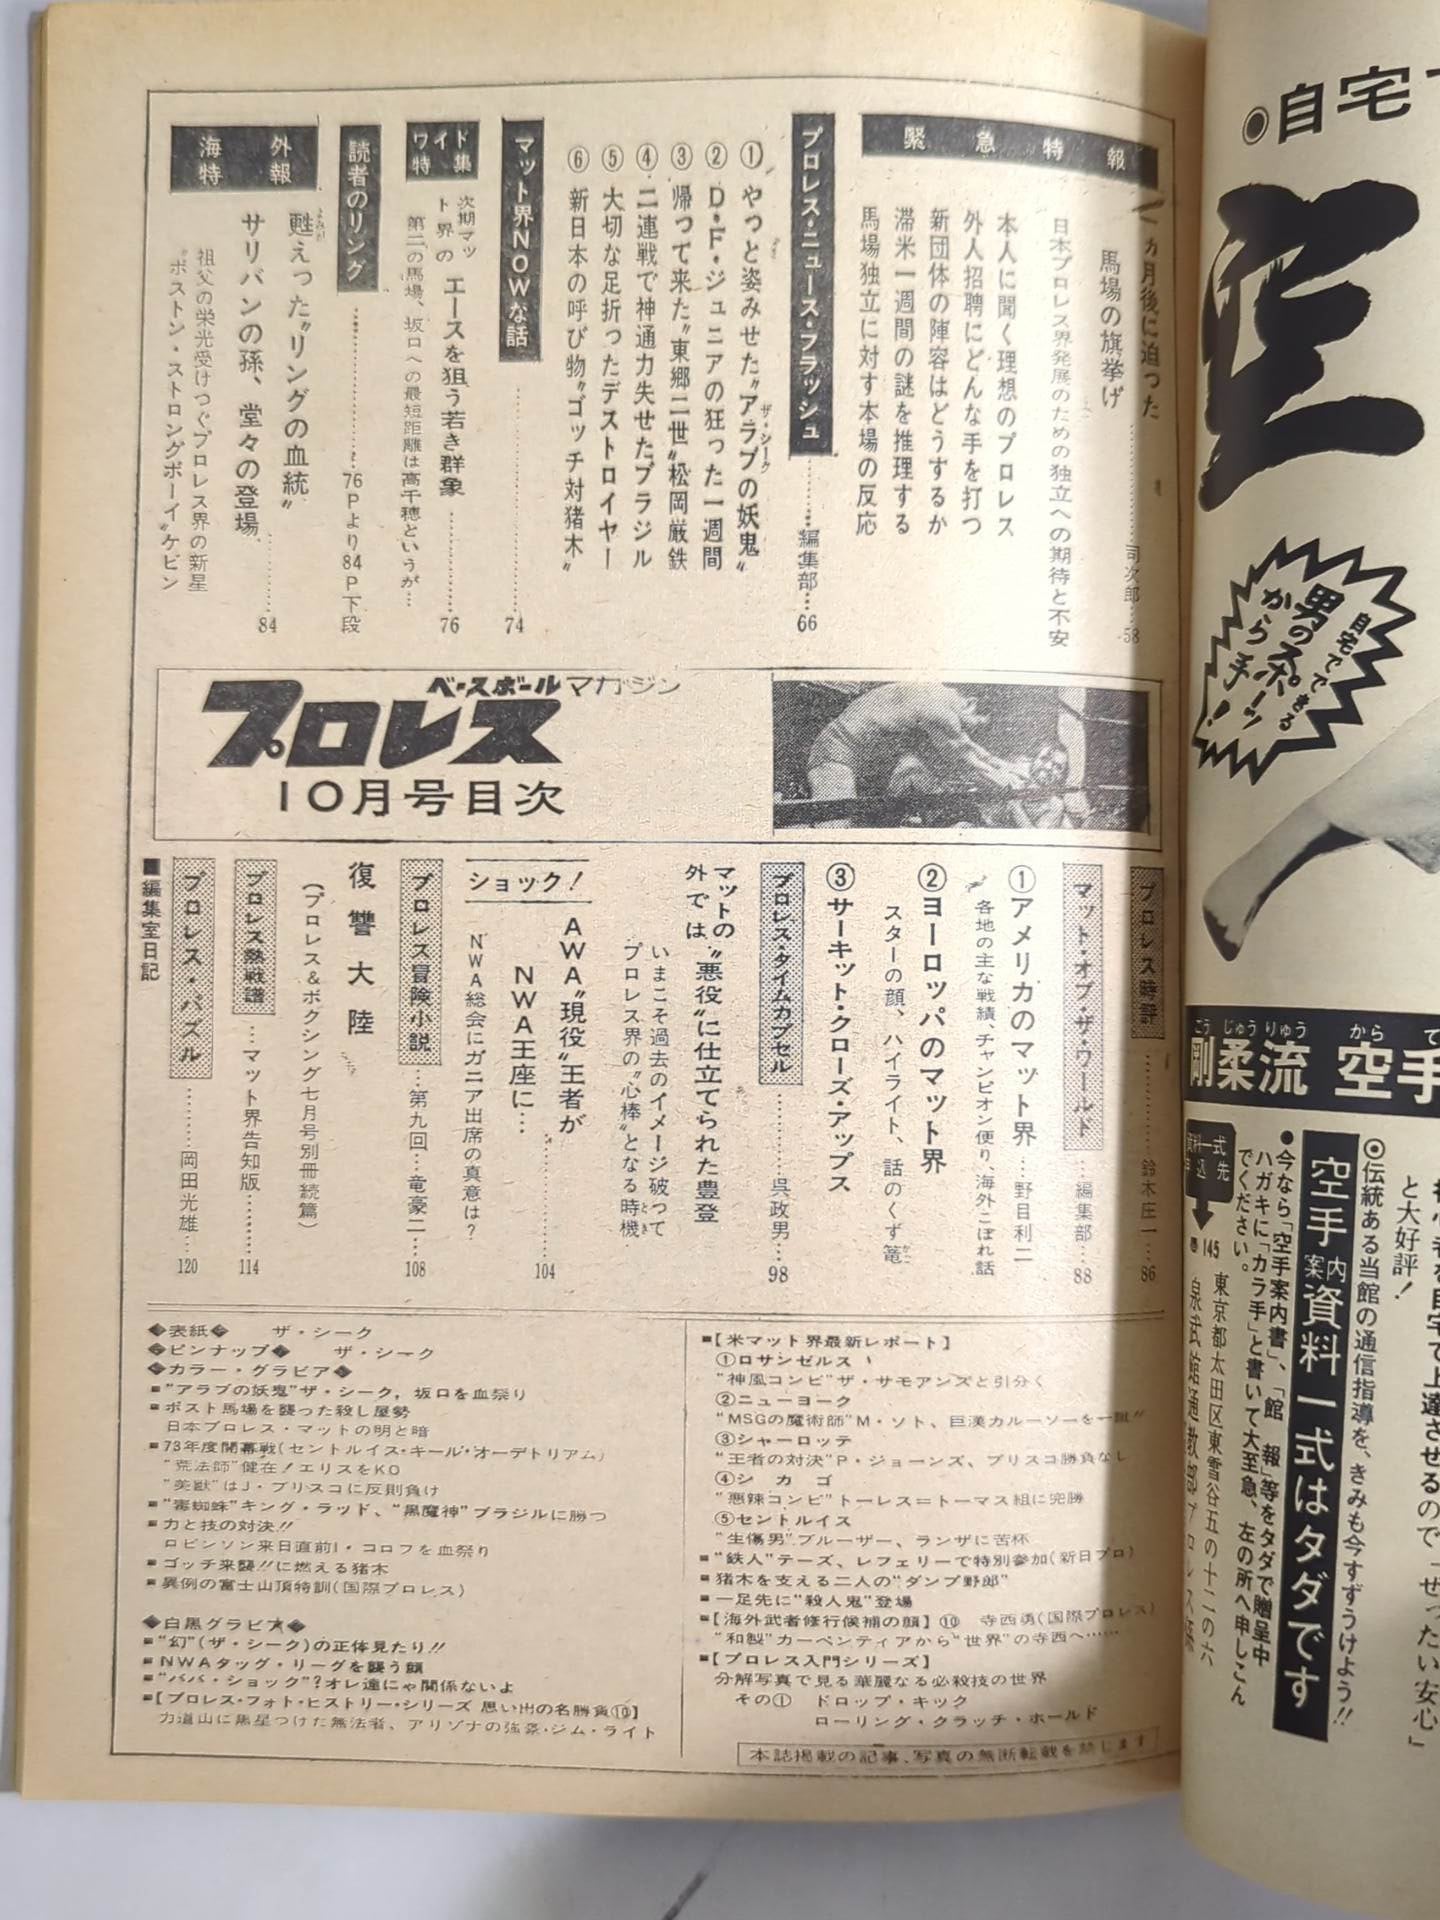 緊急特報
一カ月後に迫った
馬場の旗挙げ……司次郎…58
日本プロレス界発展のための独立への期待と不安
本人に聞く理想のプロレス
外人招聘にどんな手を打つ
新団体の陣容はどうするか
滞米一週間の謎を推理する
馬場独立に対す本場の反応
プロレス・ニュース・フラッシュ……編集部……66
①やっと姿みせた〝アラブの妖鬼〟
ザ・シーク
②D・F・ジュニアの狂った一週間
③帰って来た〝東郷二世〟松岡厳鉄
④二連戦で神通力失せたブラジル
⑤大切な足折ったデストロイヤー
⑥新日本の呼び物〝ゴッチ対猪木〟
マット界NOWな話……74
ワイド特集
次期マット界の エースを狙う若き群象……76
第二の馬場、坂口への最短距離は高千穂というが…
読者のリング……76Pより84P下段
海外特報
甦えった〝リングの血統〟
サリバンの孫、堂々の登場……84
祖父の栄光受けつぐプロレス界の新星
〝ボストン・ストロングボーイ〟ケビン
ベースボールマガジン
プロレス
10月号目次
プロレス時評……鈴木庄一…86
マット・オブ・ザ・ワールド……編集部……88
①アメリカのマット界……野目利二
各地の主な戦績、チャンピオン便り、海外こぼれ話
②ヨーロッパのマット界
スターの顔、ハイライト、話のくず篭
③サーキット・クローズ・アップス
プロレス・タイムカプセル……呉政男…98
マットの外では〝悪役〟に仕立てられた豊登
いまこそ過去のイメージ破って
プロレス界の〝心棒〟となる時機
ショック!
AWA〝現役〟王者が
NWA王座に………104
NWA総会にガニア出席の真意は?
プロレス冒険小説…第九回…竜豪二…108
復讐大陸
(プロレス&ボクシング七月号別冊続篇)
プロレス熱戦譜…マット界告知版……114
プロレス・パズル……岡田光雄…120
■編集室日記
◆表紙◆ ザ・シーク
◆ピンナップ◆ ザ・シーク
◆カラー・グラビア◆
■“アラブの妖鬼”ザ・シーク,坂口を血祭り
■ポスト馬場を襲った殺し屋勢
日本プロレス・マットの明と暗
■73年度開幕戦(セントルイス・キール・オーデトリアム)
“荒法師”健在!エリスをKO
“美獣”はJ・ブリスコに反則負け
■“毒蜘蛛”キング・ラッド、“黒魔神”ブラジルに勝つ
■力と技の対決!!
ロビンソン来日直前I・コロフを血祭り
■ゴッチ来襲!!に燃える猪木
■異例の富士山頂特訓(国際プロレス)
◆白黒グラビア◆
■“幻”(ザ・シーク)の正体見たり!!
■NWAタッグ・リーグを襲う顔
■“ババ・ショック”?オレ達にゃ関係ないよ
■【プロレス・フォト・ヒストリー・シリーズ 思い出の名勝負⑩】
力道山に黒星つけた無法者、アリゾナの強豪・ジム・ライト
■【米マット界最新レポート】
①ロサンゼルス
“神風コンビ”ザ・サモアンズと引分く
②ニューヨーク
“MSGの魔術師”M・ソト、巨漢カルーソーを一蹴
③シャーロッテ
“王者の対決”P・ジョーンズ、ブリスコ勝負なし
④シカゴ
“悪辣コンビ”トーレス=トーマス組に完勝
⑤セントルイス
“生傷男”ブルーザー、ランザに苦杯
■“鉄人”テーズ、レフェリーで特別参加(新日プロ)
■猪木を支える二人の“ダンプ野郎”
■一足先に“殺人鬼”登場
■【海外武者修行候補の顔】⑩ 寺西勇(国際プロレス)
“和製”カーペンティアから“世界”の寺西へ……
■【プロレス入門シリーズ】
分解写真で見る華麗なる必殺技の世界
その① ドロップ・キック
ローリング・クラッチ・ホールド
本誌掲載の記事、写真の無断転載を禁じます
●自宅
空
自宅でできる
男のスポーツ
から手!
こうじゅうりゅう からて
剛柔流 空手
◎伝統ある当館の通信指導を、きみも今すずうけよう!!
と大好評!
空手案内資料一式はタダです
●今なら「空手案内書」、「館 報」等をタダで贈呈中
ハガキに「カラ手」と書いて大至急、左の所へ申しこんでください。
資料一式
申込先
145
東京都太田区東雪谷五の十二の六